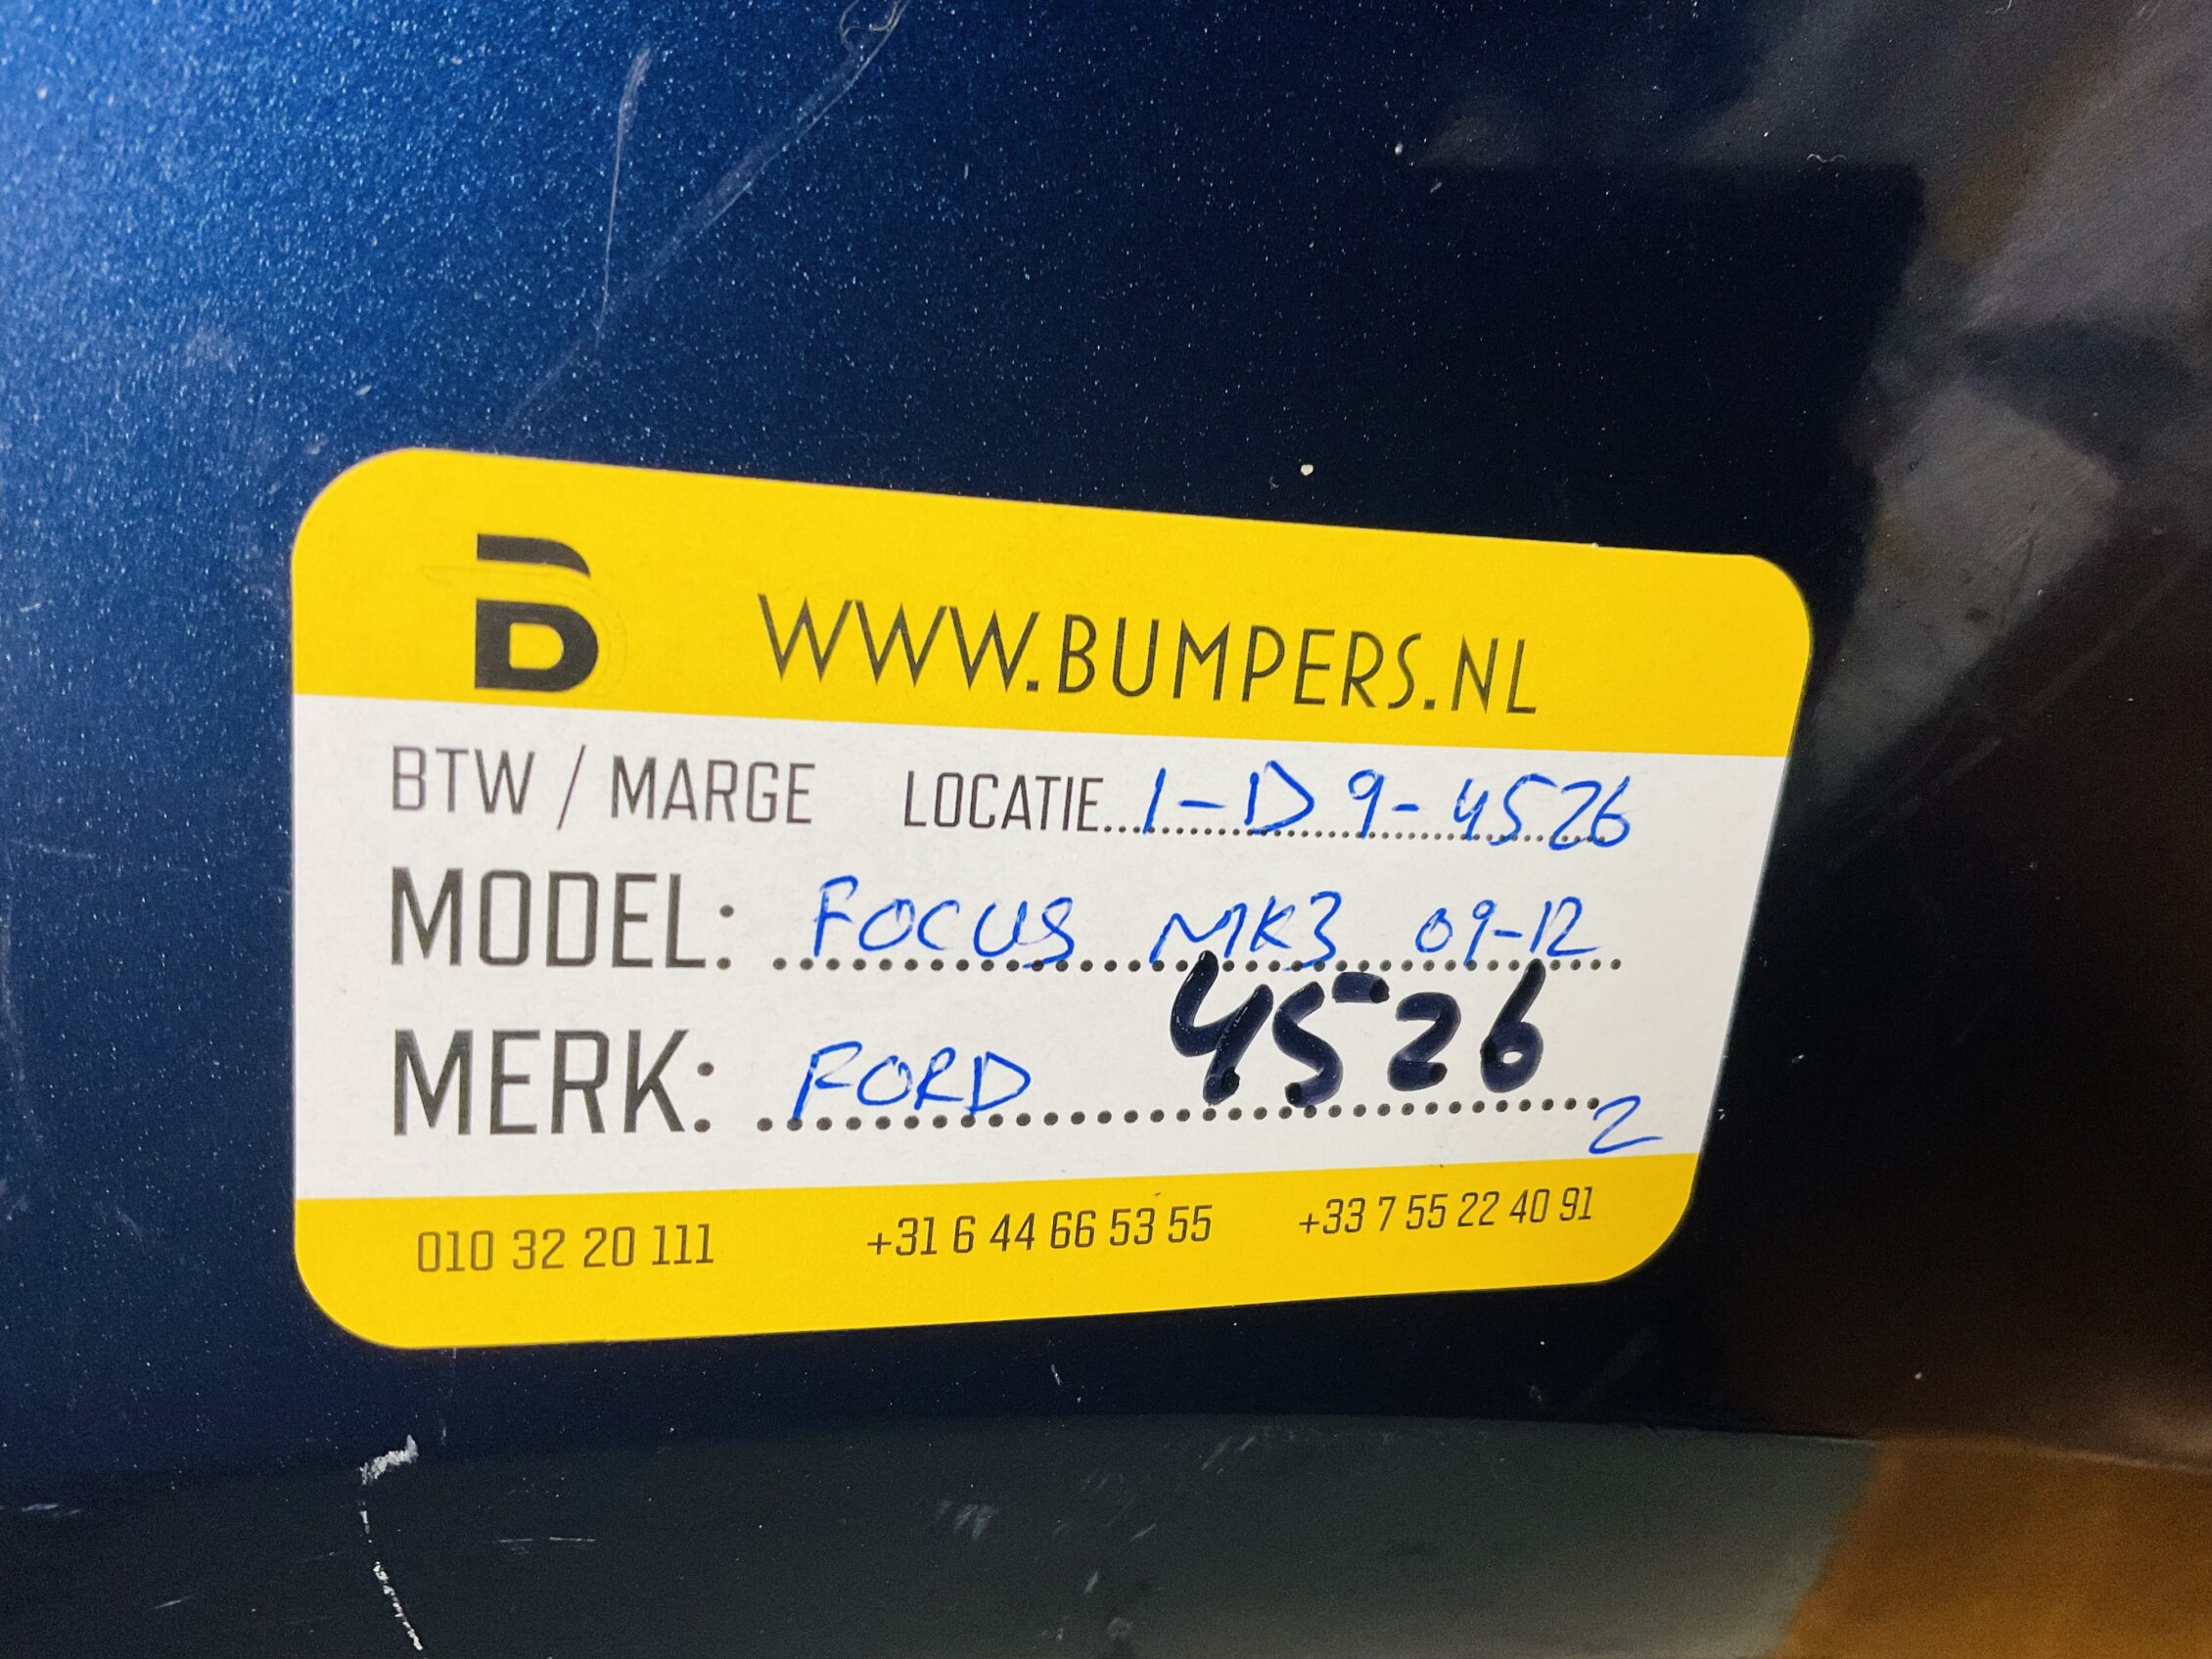 B WWW.BUMPERS.NL
BTW / MARGE LOCATIE...1-D9-4526
MODEL: FOCUS MK3 09-12
MERK: FORD 4526
2
010 32 20 111 +31 6 44 66 53 55 +33 7 55 22 40 91